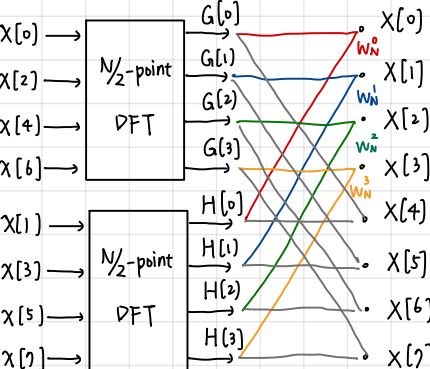 x[0] G[0] X[0]
W_N^0
x[2] N/2-point G[1] X[1]
W_N^1
x[4] DFT G[2] X[2]
W_N^2
x[6] G[3] X[3]
W_N^3
x[1] H[0] X[4]
x[3] N/2-point H[1] X[5]
x[5] DFT H[2] X[6]
x[7] H[3] X[7]